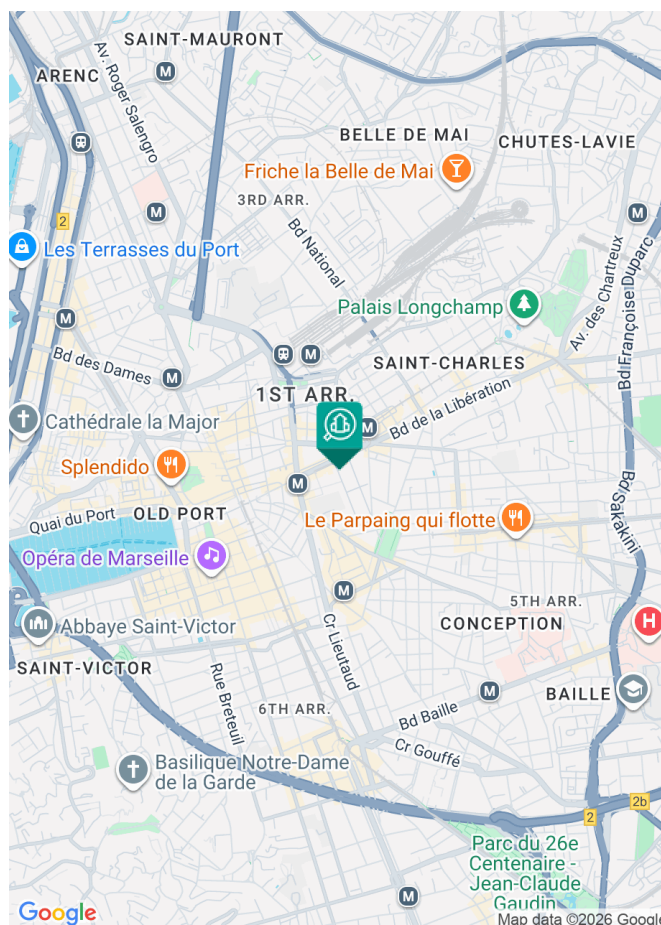 SAINT-MAURONT
ARENC
Av. Roger Salengro
M
BELLE DE MAI
CHUTES-LAVIE
Friche la Belle de Mai
3RD ARR.
M
M
2
Bd National
Les Terrasses du Port
Palais Longchamp
Av. des Chartreux
Bd Françoise Duparc
M
Bd des Dames
M
M
SAINT-CHARLES
1ST ARR.
M
Bd de la Libération
Cathédrale la Major
Splendido
M
Bd Sakakini
Quai du Port
OLD PORT
Le Parpaing qui flotte
Opéra de Marseille
M
5TH ARR.
CONCEPTION
H
Abbaye Saint-Victor
SAINT-VICTOR
Cr Lieutaud
Rue Breteuil
6TH ARR.
M
BAILLE
Bd Baille
Cr Gouffé
Basilique Notre-Dame
de la Garde
2b
2
Parc du 26e
Centenaire -
Jean-Claude
Gaudin
M
Google
Map data ©2026 Google